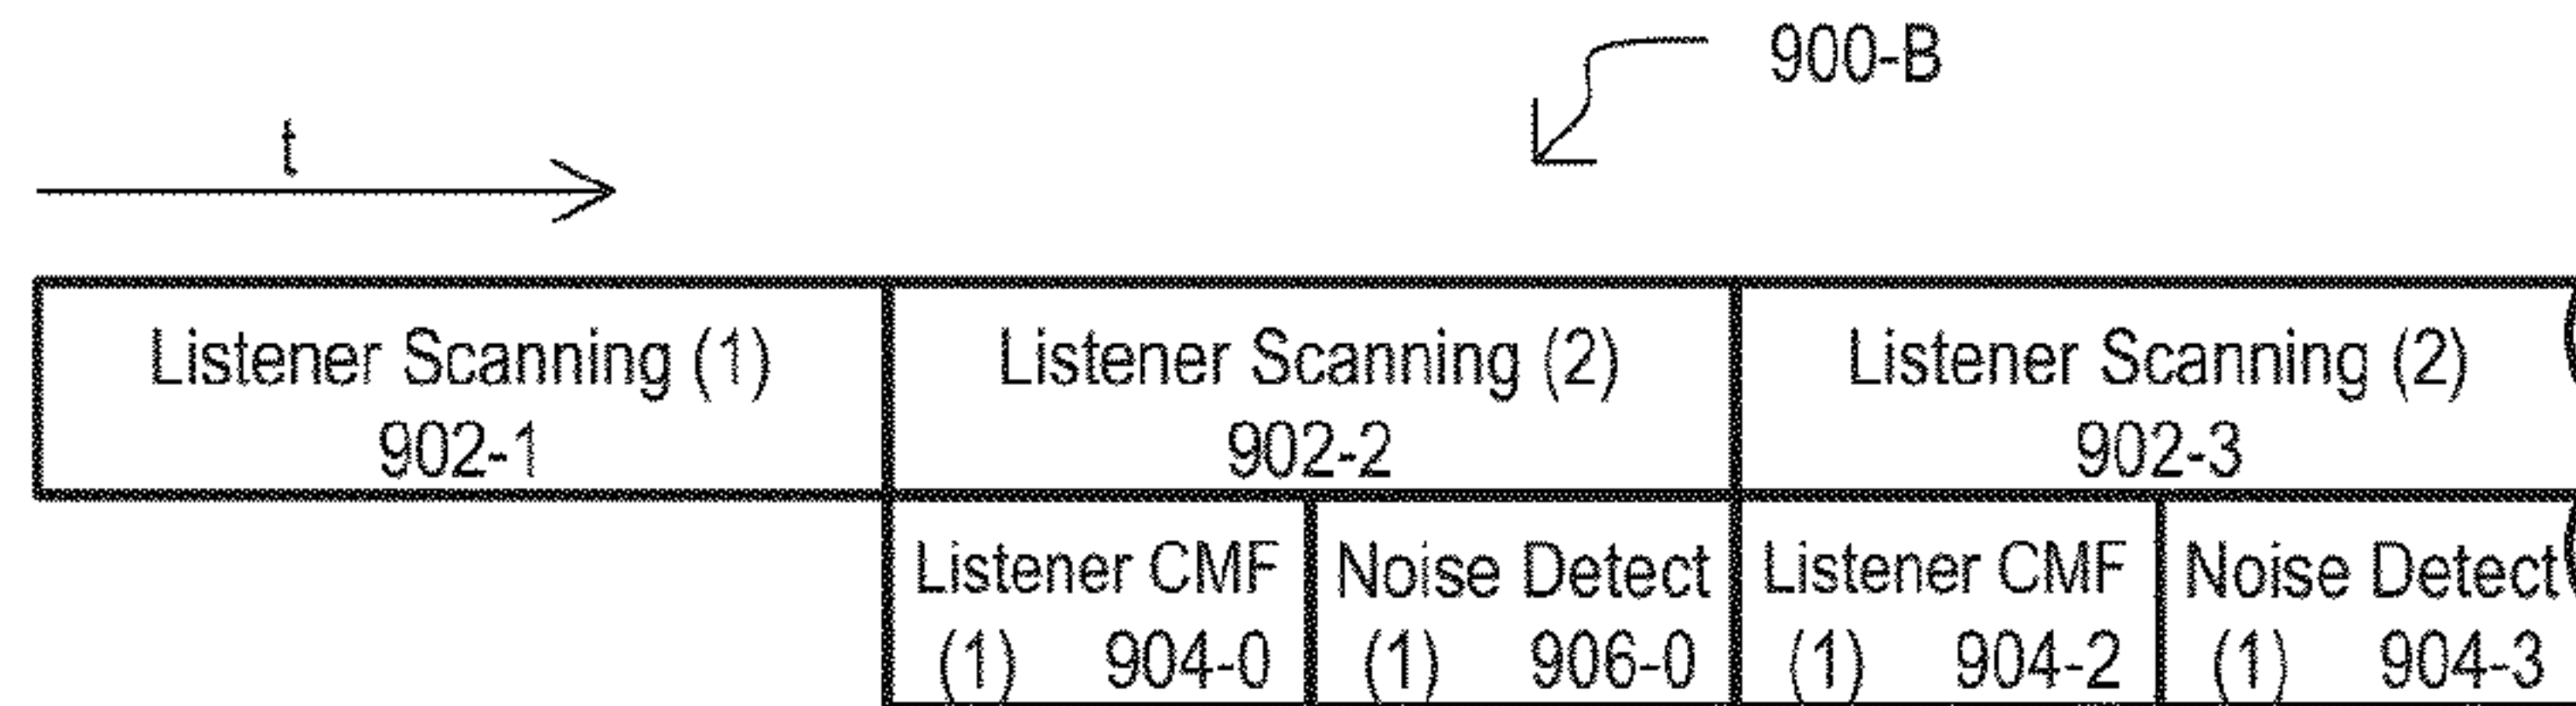 900-B
t
Listener Scanning (1)
902-1
Listener Scanning (2)
902-2
Listener Scanning (2)
902-3
Listener CMF
(1) 904-0
Noise Detect
(1) 906-0
Listener CMF
(1) 904-2
Noise Detect
(1) 904-3